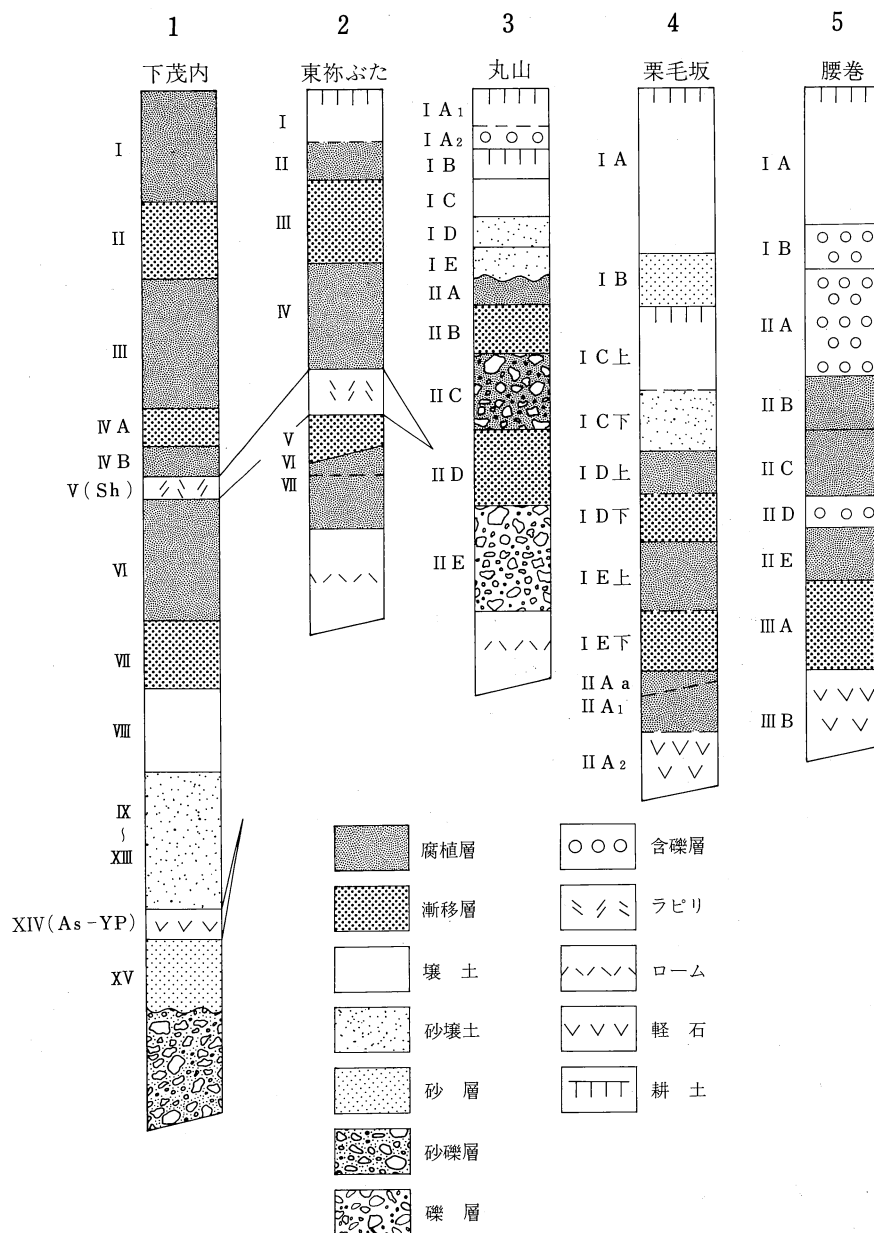 1
下茂内
I
II
III
IV A
IV B
V (Sh)
VI
VII
VIII
IX
~
XIII
XIV (As-YP)
XV
2
東祢ぶた
I
II
III
IV
V
VI
VII
3
丸山
I A₁
I A₂
I B
I C
I D
I E
II A
II B
II C
II D
II E
4
栗毛坂
I A
I B
I C上
I C下
I D上
I D下
I E上
I E下
II A a
II A₁
II A₂
5
腰巻
I A
I B
II A
II B
II C
II D
II E
III A
III B
腐植層
漸移層
壌土
砂壌土
砂層
砂礫層
礫層
含礫層
ラピリ
ローム
軽石
耕土